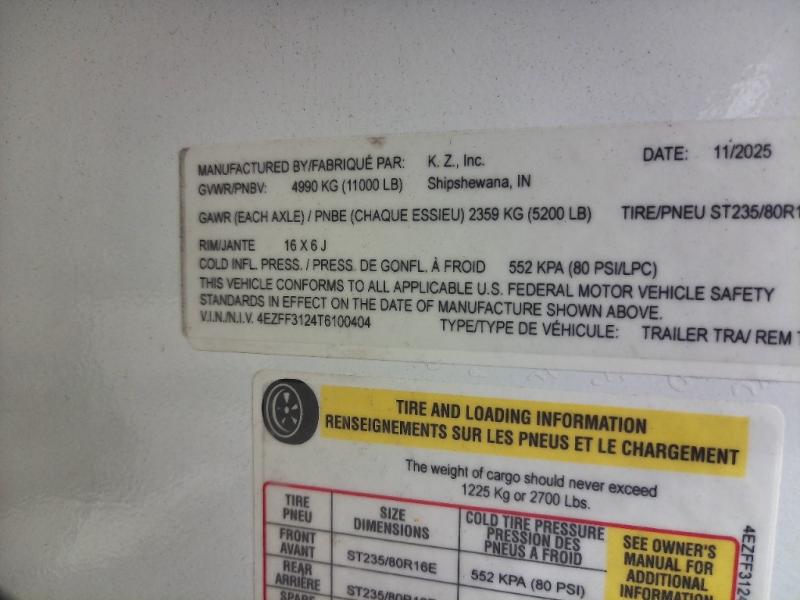 MANUFACTURED BY/FABRIQUÉ PAR: K. Z., Inc. DATE: 11/2025
GVWR/PNBV: 4990 KG (11000 LB) Shipshewana, IN
GAWR (EACH AXLE) / PNBE (CHAQUE ESSIEU) 2359 KG (5200 LB) TIRE/PNEU ST235/80R1
RIM/JANTE 16 X 6 J
COLD INFL. PRESS. / PRESS. DE GONFL. À FROID 552 KPA (80 PSI/LPC)
THIS VEHICLE CONFORMS TO ALL APPLICABLE U.S. FEDERAL MOTOR VEHICLE SAFETY
STANDARDS IN EFFECT ON THE DATE OF MANUFACTURE SHOWN ABOVE.
V.I.N./N.I.V. 4EZFF3124T6100404 TYPE/TYPE DE VÉHICULE: TRAILER TRA/ REM T
TIRE AND LOADING INFORMATION
RENSEIGNEMENTS SUR LES PNEUS ET LE CHARGEMENT
The weight of cargo should never exceed
1225 Kg or 2700 Lbs.
TIRE
PNEU
SIZE
DIMENSIONS
COLD TIRE PRESSURE
PRESSION DES
PNEUS A FROID
SEE OWNER'S
MANUAL FOR
ADDITIONAL
INFORMATION
FRONT
AVANT
ST235/80R16E
552 KPA (80 PSI)
REAR
ARRIÈRE
ST235/80R16E
SPARE
4EZFF3124